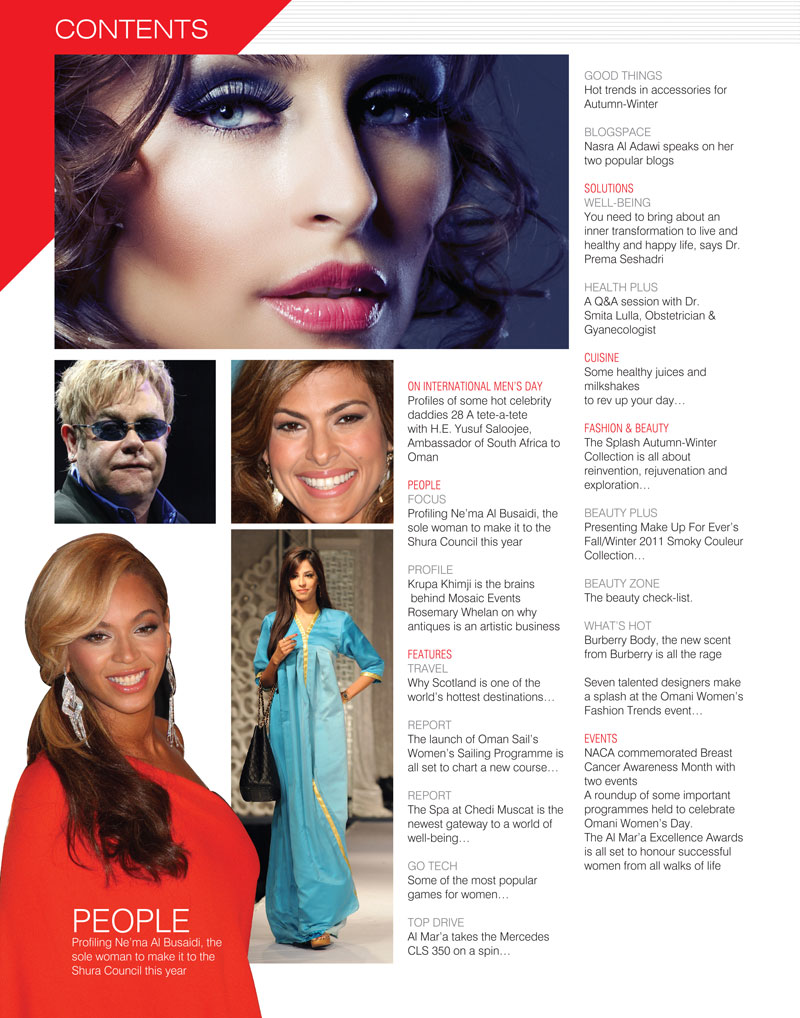 CONTENTS
GOOD THINGS
Hot trends in accessories for
Autumn-Winter
BLOGSPACE
Nasra Al Adawi speaks on her
two popular blogs
SOLUTIONS
WELL-BEING
You need to bring about an
inner transformation to live and
healthy and happy life, says Dr.
Prema Seshadri
HEALTH PLUS
A Q&A session with Dr.
Smita Lulla, Obstetrician &
Gyanecologist
CUISINE
Some healthy juices and
milkshakes
to rev up your day…
FASHION & BEAUTY
The Splash Autumn-Winter
Collection is all about
reinvention, rejuvenation and
exploration…
BEAUTY PLUS
Presenting Make Up For Ever's
Fall/Winter 2011 Smoky Couleur
Collection…
BEAUTY ZONE
The beauty check-list.
WHAT'S HOT
Burberry Body, the new scent
from Burberry is all the rage
Seven talented designers make
a splash at the Omani Women's
Fashion Trends event…
EVENTS
NACA commemorated Breast
Cancer Awareness Month with
two events
A roundup of some important
programmes held to celebrate
Omani Women's Day.
The Al Mar'a Excellence Awards
is all set to honour successful
women from all walks of life
ON INTERNATIONAL MEN'S DAY
Profiles of some hot celebrity
daddies 28 A tete-a-tete
with H.E. Yusuf Saloojee,
Ambassador of South Africa to
Oman
PEOPLE
FOCUS
Profiling Ne'ma Al Busaidi, the
sole woman to make it to the
Shura Council this year
PROFILE
Krupa Khimji is the brains
behind Mosaic Events
Rosemary Whelan on why
antiques is an artistic business
FEATURES
TRAVEL
Why Scotland is one of the
world's hottest destinations…
REPORT
The launch of Oman Sail's
Women's Sailing Programme is
all set to chart a new course…
REPORT
The Spa at Chedi Muscat is the
newest gateway to a world of
well-being…
GO TECH
Some of the most popular
games for women…
TOP DRIVE
Al Mar'a takes the Mercedes
CLS 350 on a spin…
PEOPLE
Profiling Ne'ma Al Busaidi, the
sole woman to make it to the
Shura Council this year